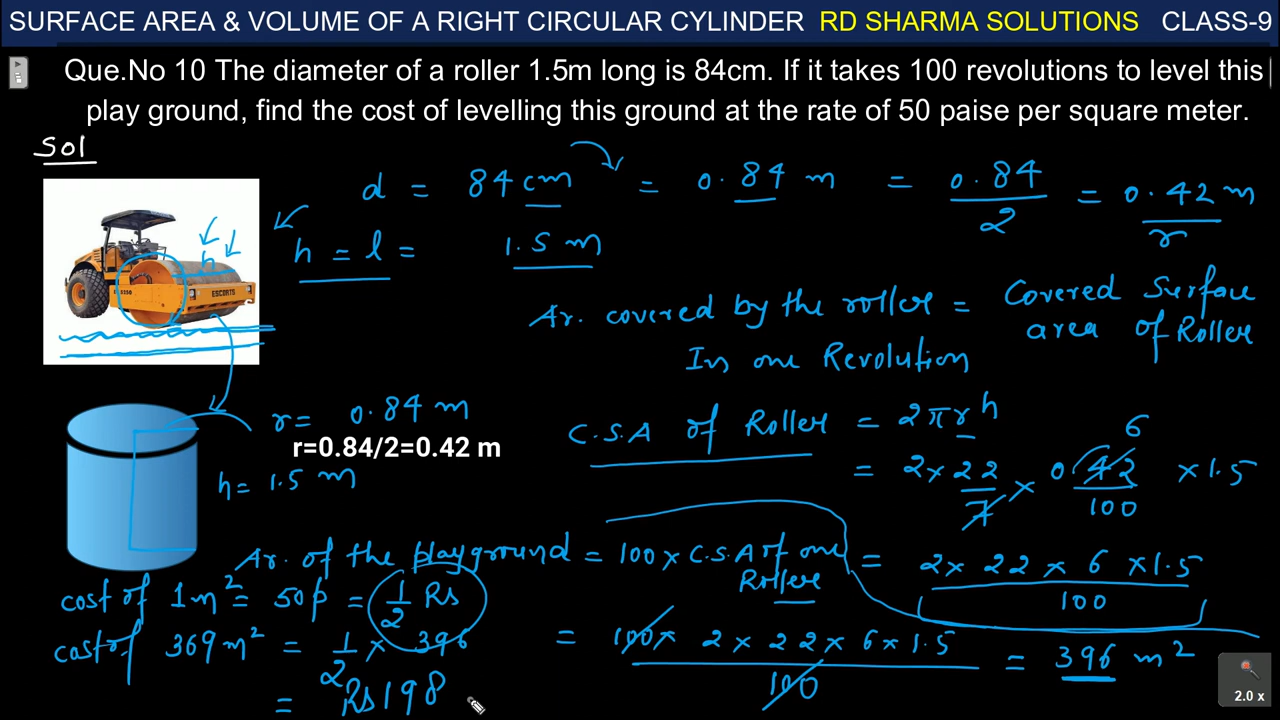 SURFACE AREA & VOLUME OF A RIGHT CIRCULAR CYLINDER RD SHARMA SOLUTIONS CLASS-9
Que.No 10 The diameter of a roller 1.5m long is 84cm. If it takes 100 revolutions to level this
play ground, find the cost of levelling this ground at the rate of 50 paise per square meter.
Sol
d = 84 cm = 0.84 m = 0.84/2 = 0.42 m
r
h = l = 1.5 m
h
ESCORTS
Ar. covered by the roller = Covered Surface
In one Revolution area of Roller
r = 0.84 m
r=0.84/2=0.42 m
h = 1.5 m
C.S.A of Roller = 2πrh
= 2 × 22/7 × 0.42/100 × 1.5
6
Ar. of the playground = 100 × C.S.A of one Roller = 2 × 22 × 6 × 1.5 / 100
= 100 × 2 × 22 × 6 × 1.5 / 100 = 396 m²
cost of 1m² = 50p = 1/2 Rs
cost of 369 m² = 1/2 × 396
= Rs 198
2.0 x